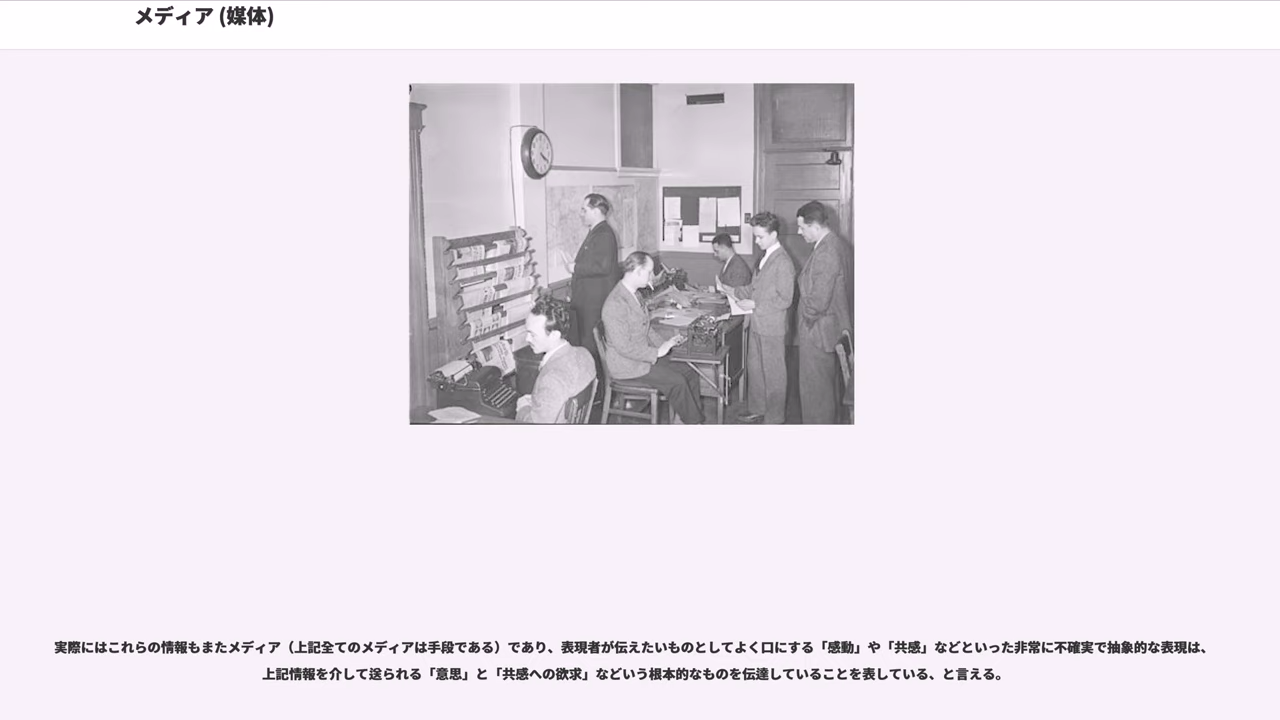 メディア (媒体)
実際にはこれらの情報もまたメディア（上記全てのメディアは手段である）であり、表現者が伝えたいものとしてよく口にする「感動」や「共感」などといった非常に不確実で抽象的な表現は、
上記情報を介して送られる「意思」と「共感への欲求」などいう根本的なものを伝達していることを表している、と言える。